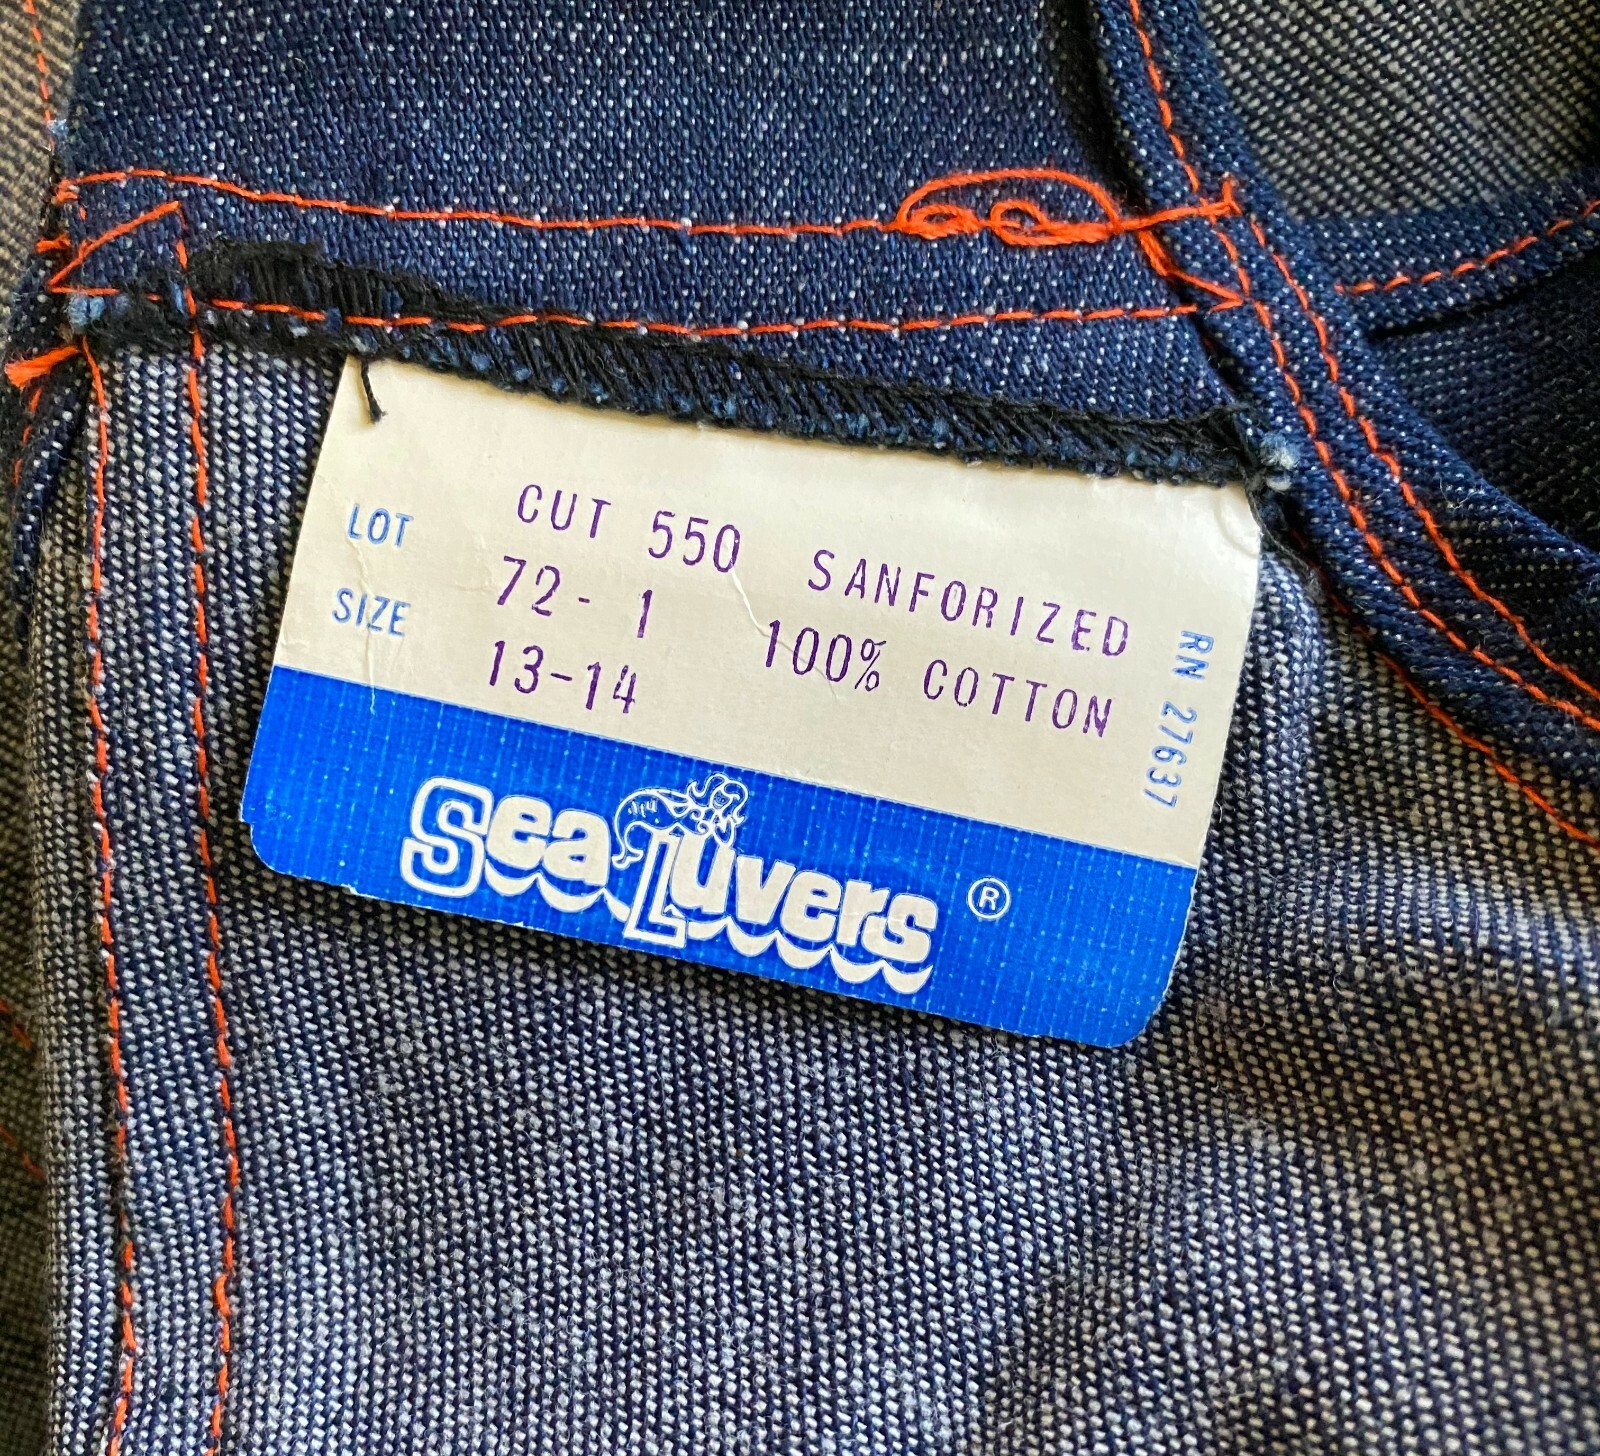 CUT 550 SANFORIZED
LOT 72-1 100% COTTON
SIZE 13-14
RN 27637
Sea Luvers ®